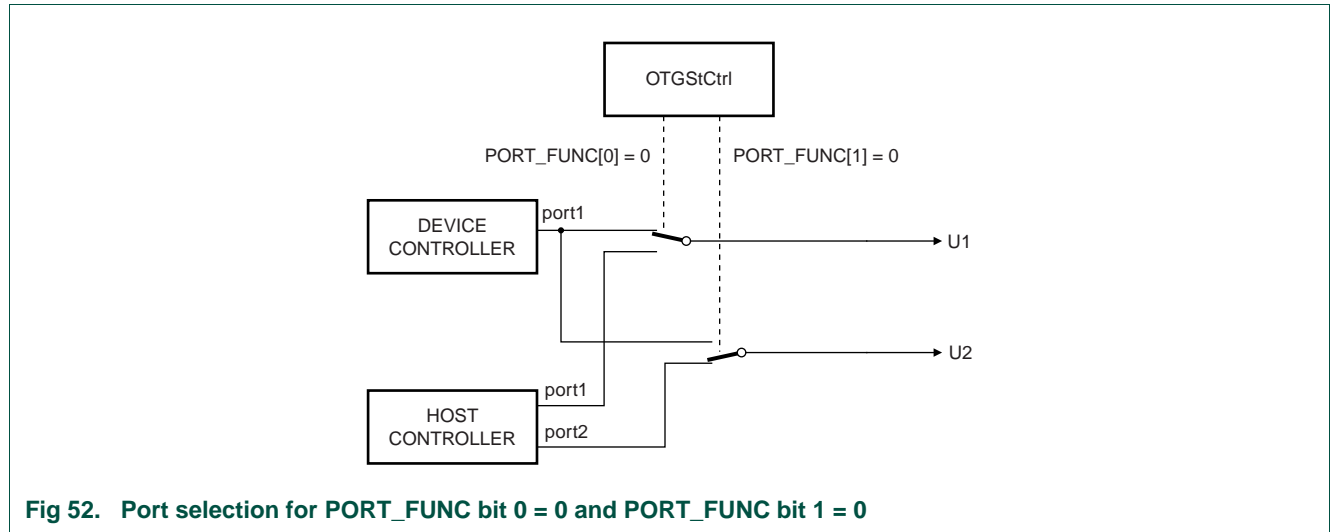 OTGStCtrl
PORT_FUNC[0] = 0
PORT_FUNC[1] = 0
port1
DEVICE
CONTROLLER
U1
U2
port1
HOST
CONTROLLER
port2
Fig 52. Port selection for PORT_FUNC bit 0 = 0 and PORT_FUNC bit 1 = 0